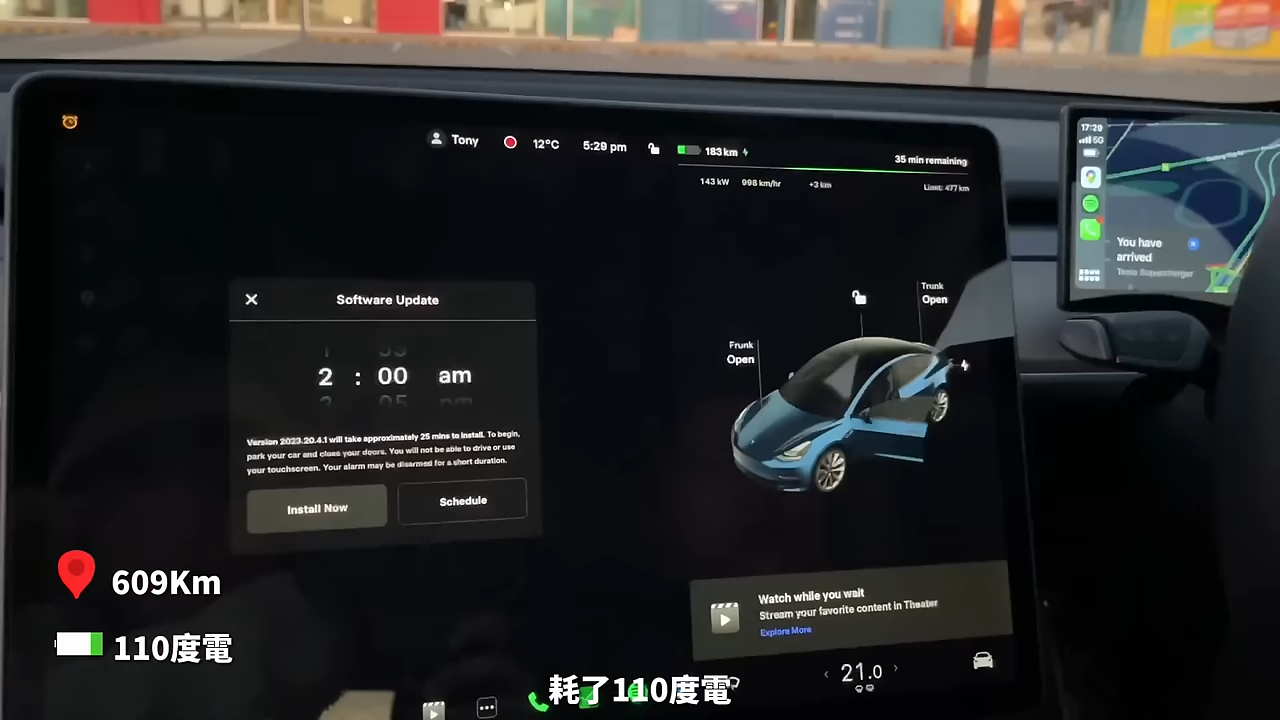 Tony
12°C
5:29 pm
183 km
35 min remaining
143 kW
998 km/hr
+3 km
Limit: 477 km
17:29
5G
You have
arrived
Tesla Supercharger
Software Update
2 : 00 am
Version 2023.20.4.1 will take approximately 25 mins to install. To begin,
park your car and close your doors. You will not be able to drive or use
your touchscreen. Your alarm may be disarmed for a short duration.
Install Now
Schedule
Trunk
Open
Frunk
Open
Watch while you wait
Stream your favorite content in Theater
Explore More
21.0
609Km
110度電
耗了110度電